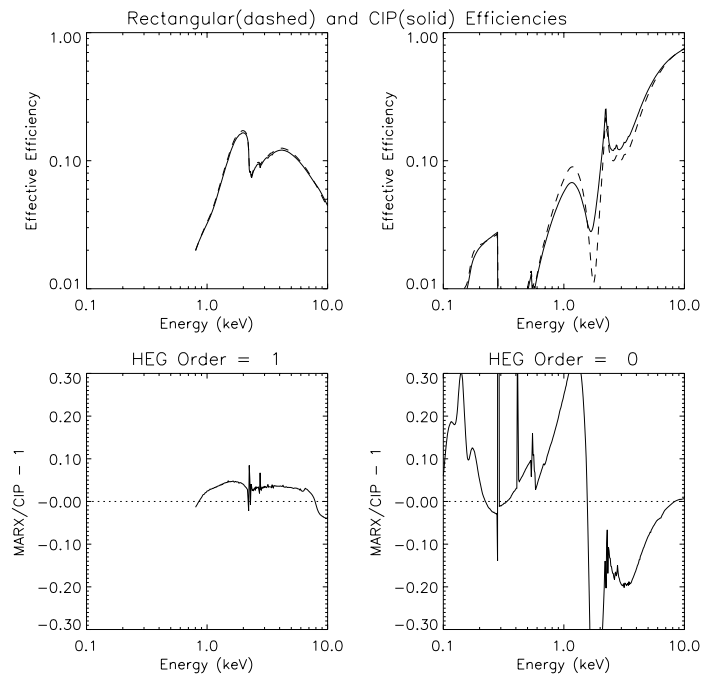 Rectangular(dashed) and CIP(solid) Efficiencies
1.00
0.10
0.01
Effective Efficiency
0.1
1.0
10.0
Energy (keV)
1.00
0.10
0.01
Effective Efficiency
0.1
1.0
10.0
Energy (keV)
HEG Order = 1
0.30
0.20
0.10
-0.00
-0.10
-0.20
-0.30
MARX/CIP - 1
0.1
1.0
10.0
Energy (keV)
HEG Order = 0
0.30
0.20
0.10
-0.00
-0.10
-0.20
-0.30
MARX/CIP - 1
0.1
1.0
10.0
Energy (keV)